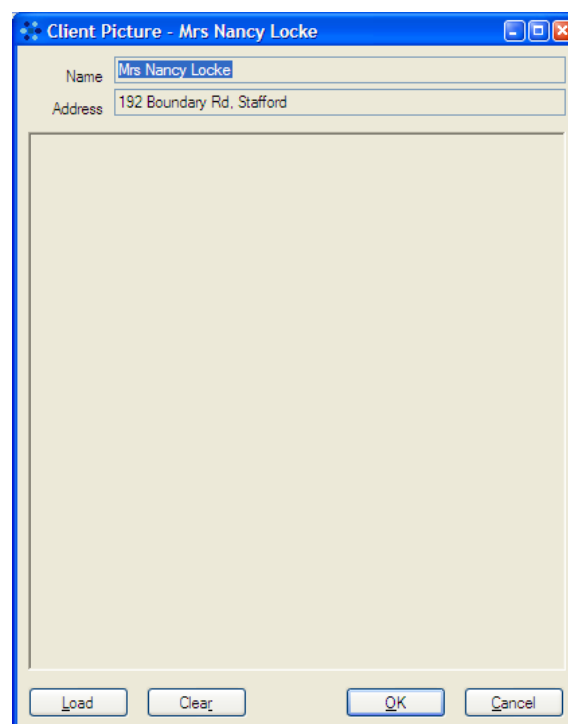 Client Picture - Mrs Nancy Locke
Name Mrs Nancy Locke
Address 192 Boundary Rd, Stafford
Load Clear OK Cancel